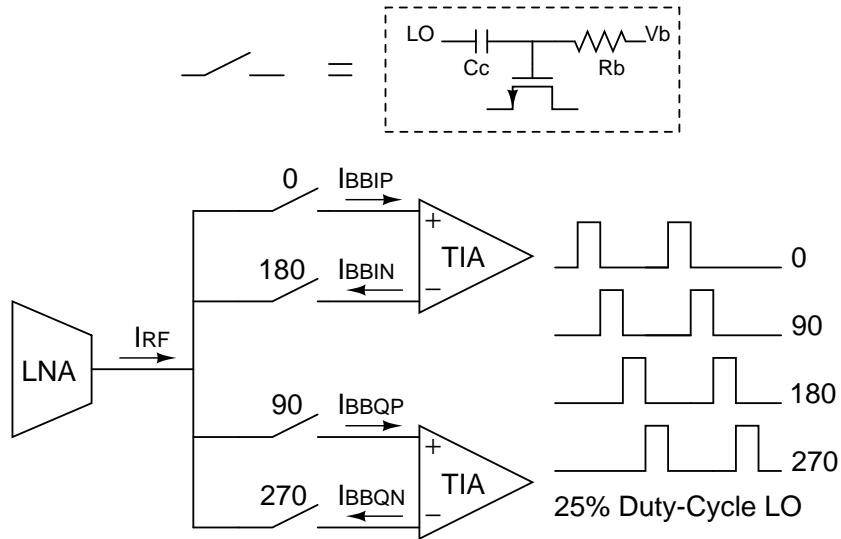 LO
Vb
Cc
Rb
=
0
IBBIP
+
TIA
−
180
IBBIN
0
90
LNA
IRF
180
90
IBBQP
+
TIA
−
270
IBBQN
270
25% Duty-Cycle LO